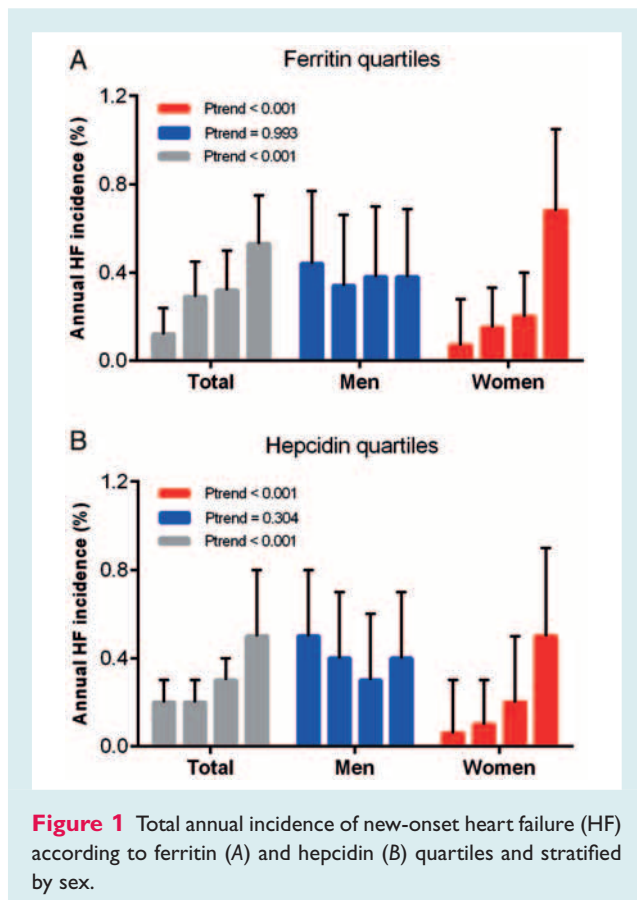 A
Ferritin quartiles
1.2
0.8
0.4
0.0
Annual HF incidence (%)
Ptrend < 0.001
Ptrend = 0.993
Ptrend < 0.001
Total Men Women
B
Hepcidin quartiles
1.2
0.8
0.4
0.0
Annual HF incidence (%)
Ptrend < 0.001
Ptrend = 0.304
Ptrend < 0.001
Total Men Women
Figure 1 Total annual incidence of new-onset heart failure (HF)
according to ferritin (A) and hepcidin (B) quartiles and stratified
by sex.